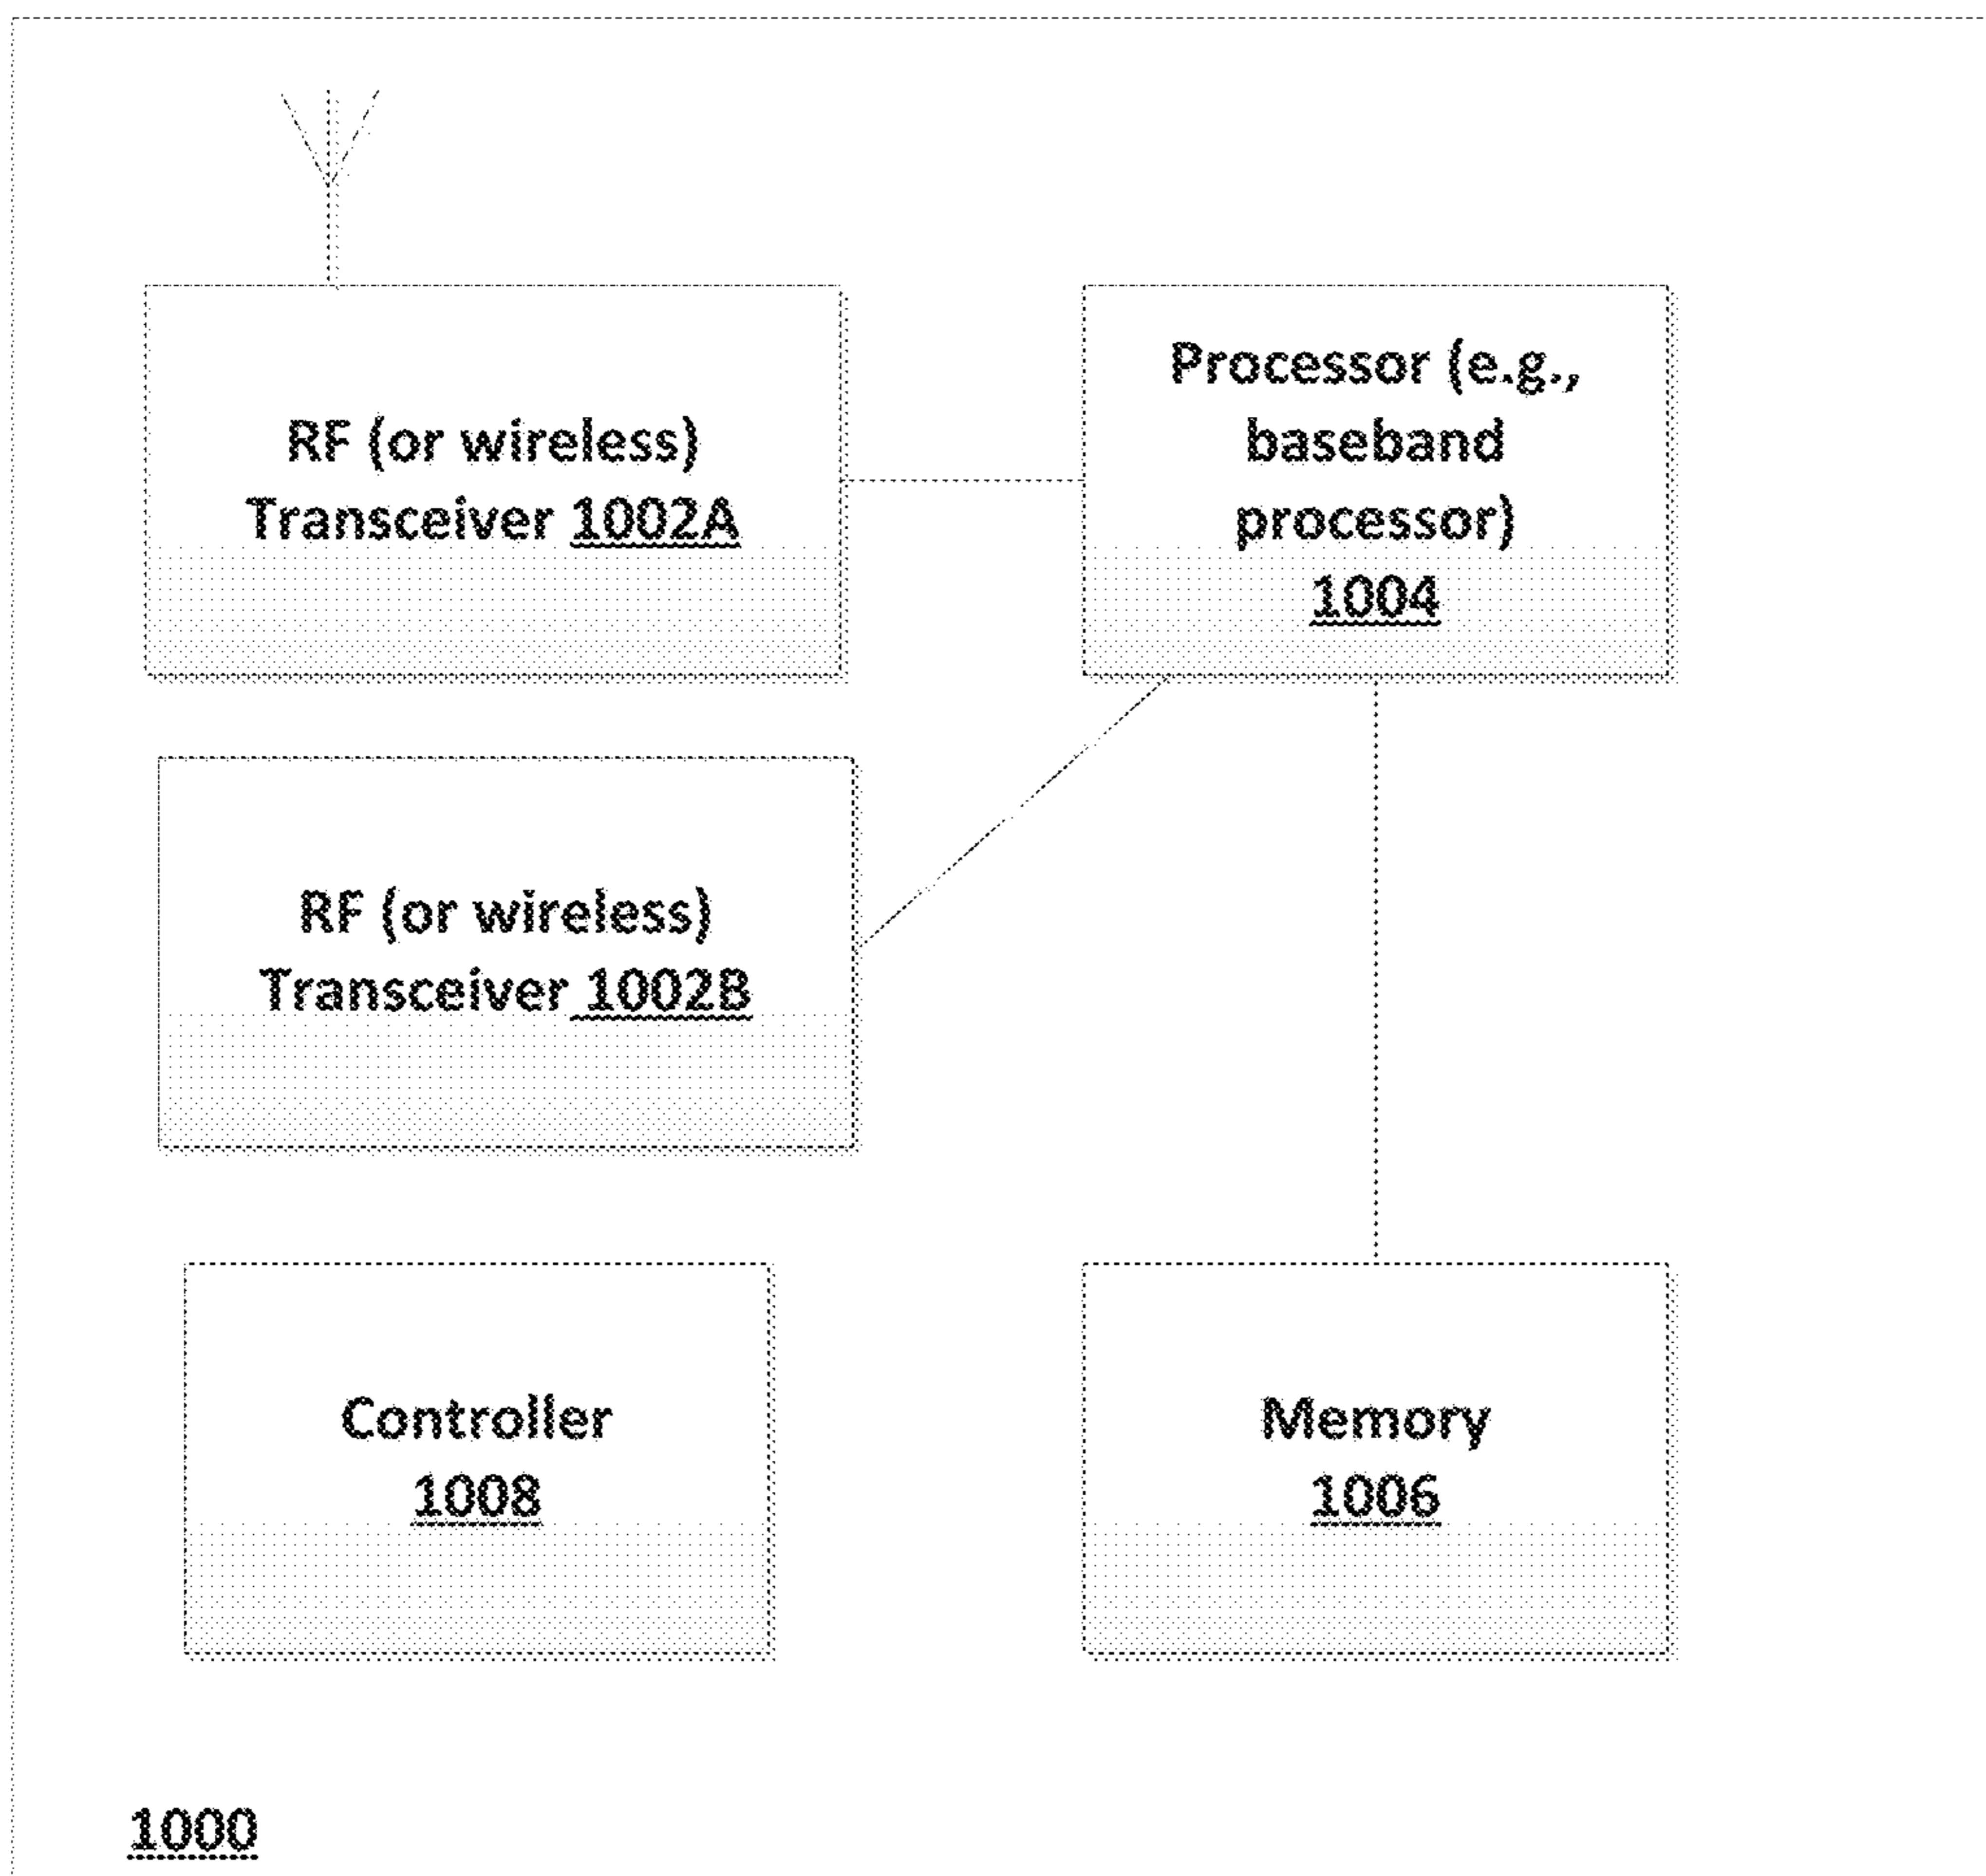 RF (or wireless)
Transceiver 1002A
Processor (e.g.,
baseband
processor)
1004
RF (or wireless)
Transceiver 1002B
Controller
1008
Memory
1006
1000